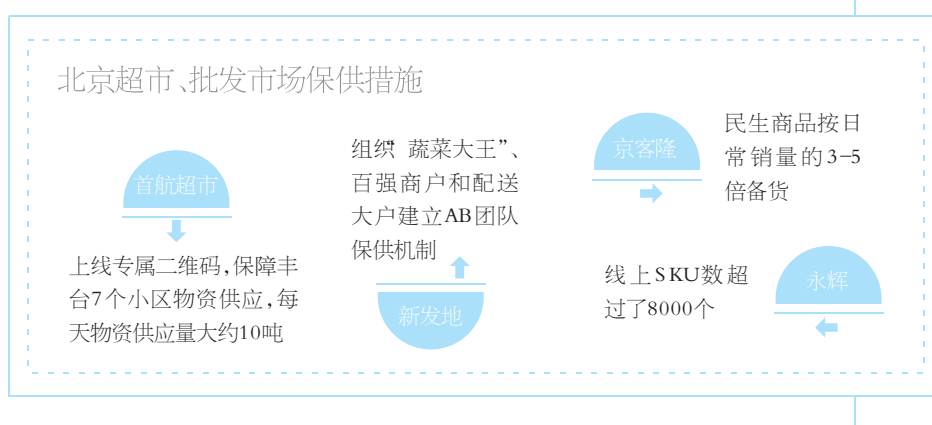 北京超市、批发市场保供措施
首航超市
上线专属二维码,保障丰
台7个小区物资供应,每
天物资供应量大约10吨
组织“蔬菜大王”、
百强商户和配送
大户建立AB团队
保供机制
新发地
京客隆
民生商品按日
常销量的3-5
倍备货
线上SKU数超
过了8000个
永辉